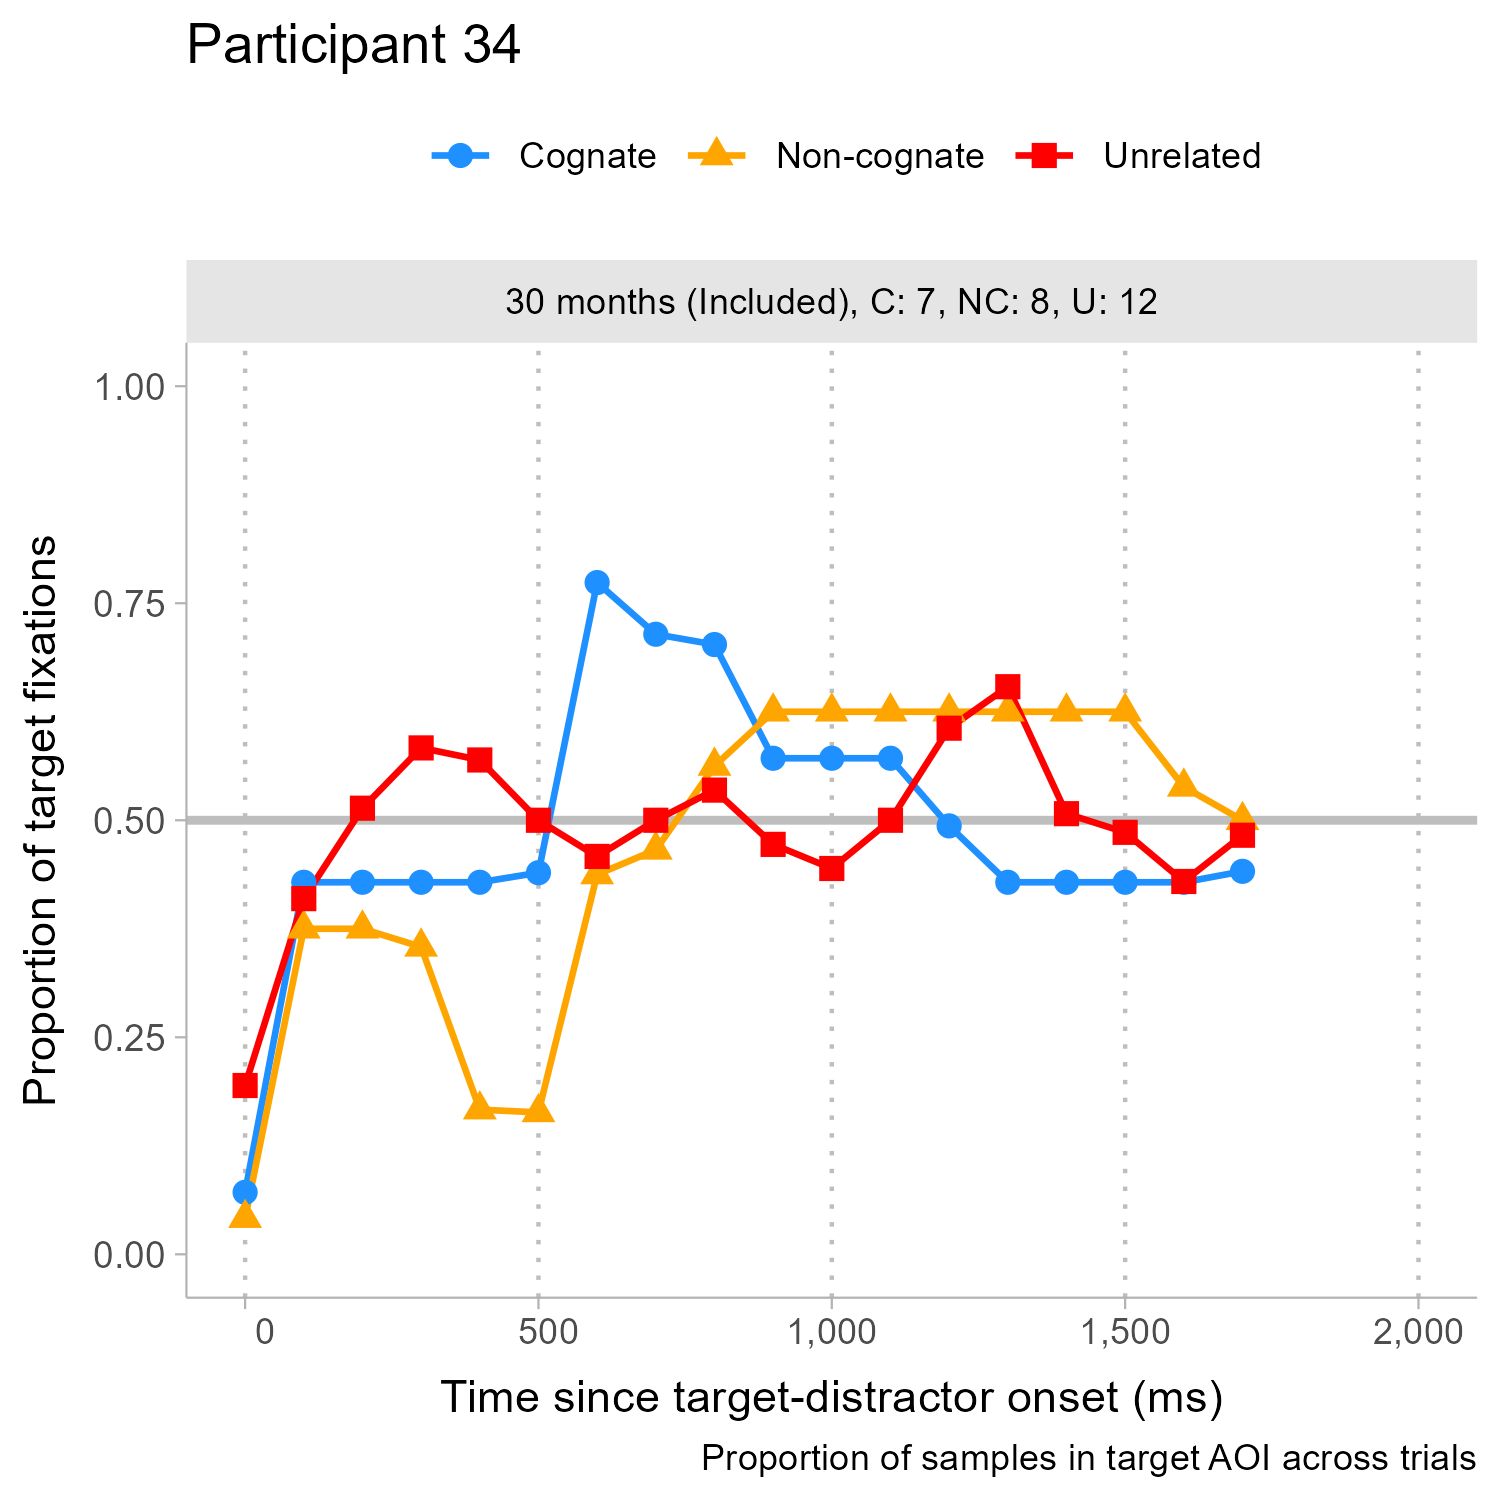 Participant 34
Cognate Non-cognate Unrelated
30 months (Included), C: 7, NC: 8, U: 12
1.00
0.75
0.50
0.25
0.00
Proportion of target fixations
0 500 1,000 1,500 2,000
Time since target-distractor onset (ms)
Proportion of samples in target AOI across trials